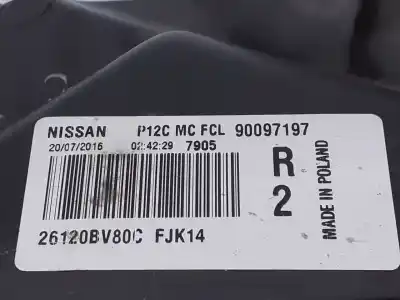 NISSAN P12C MC FCL 90097197
20/07/2016 02:42:29 7905
R
2
MADE IN POLAND
26120BV80C FJK14